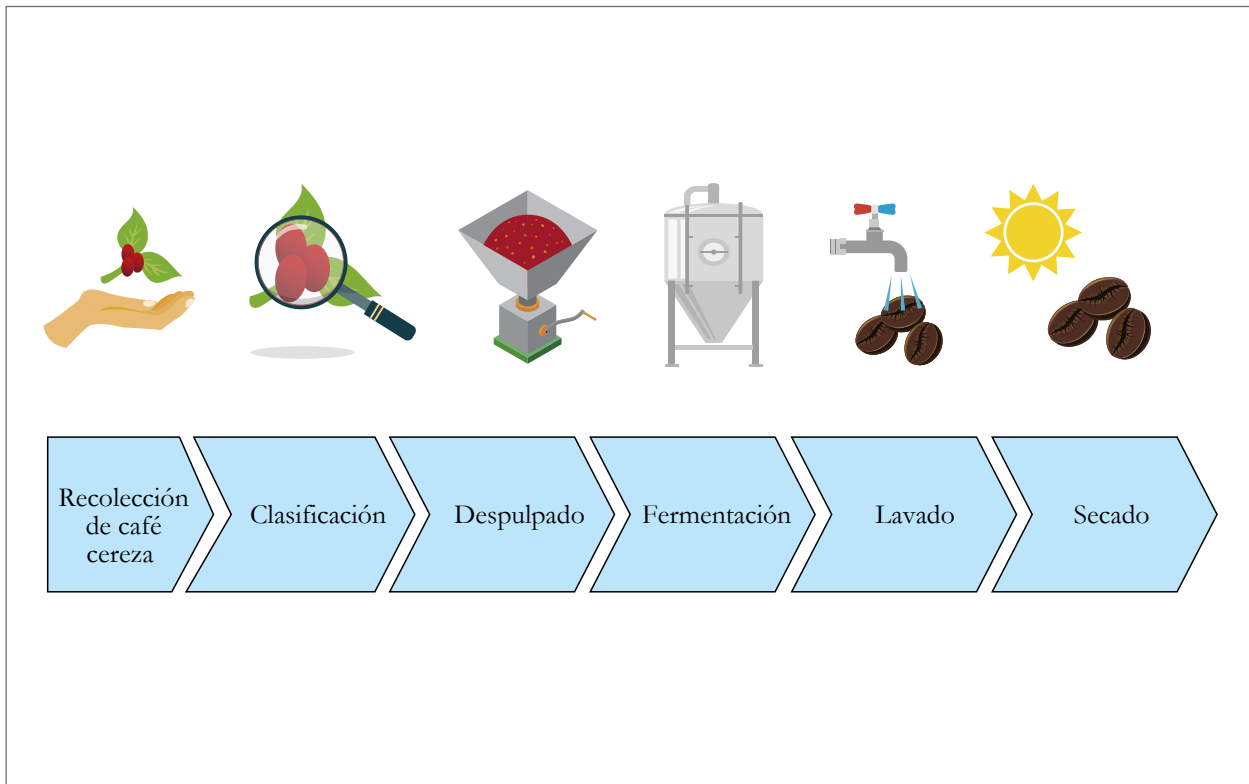 Recolección
de café
cereza
Clasificación
Despulpado
Fermentación
Lavado
Secado